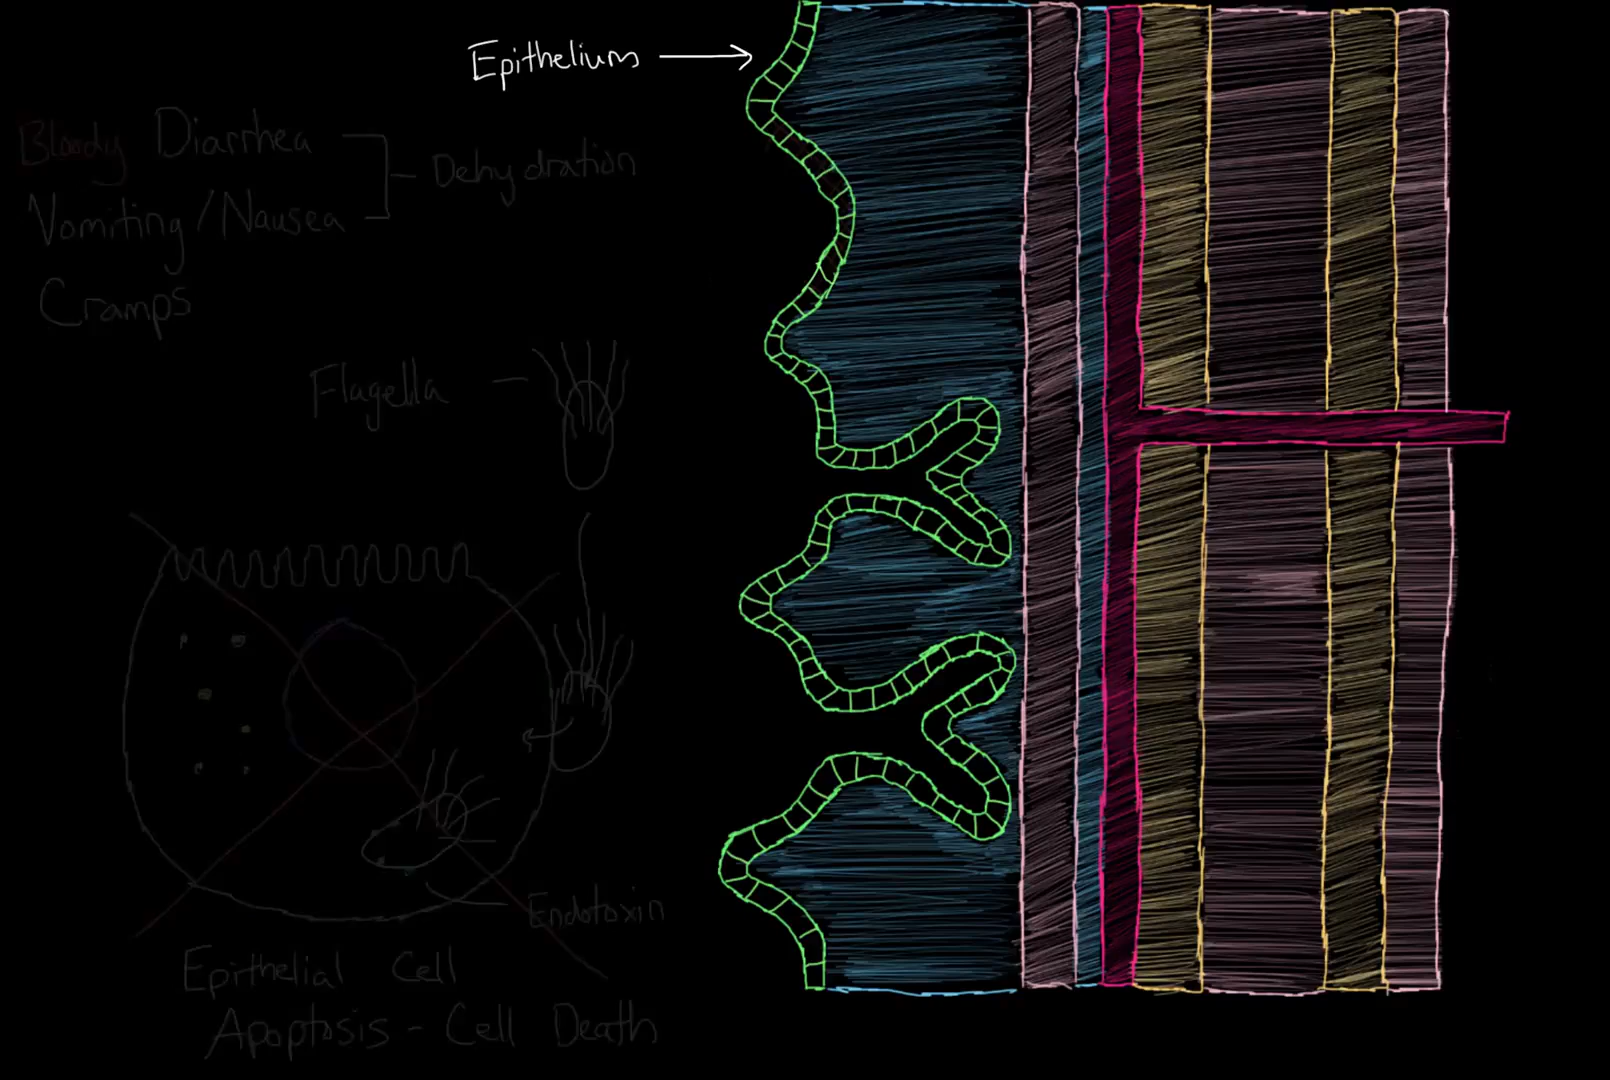 Epithelium
Bloody Diarrhea
Dehydration
Vomiting/Nausea
Cramps
Flagella
Endotoxin
Epithelial Cell
Apoptosis - Cell Death